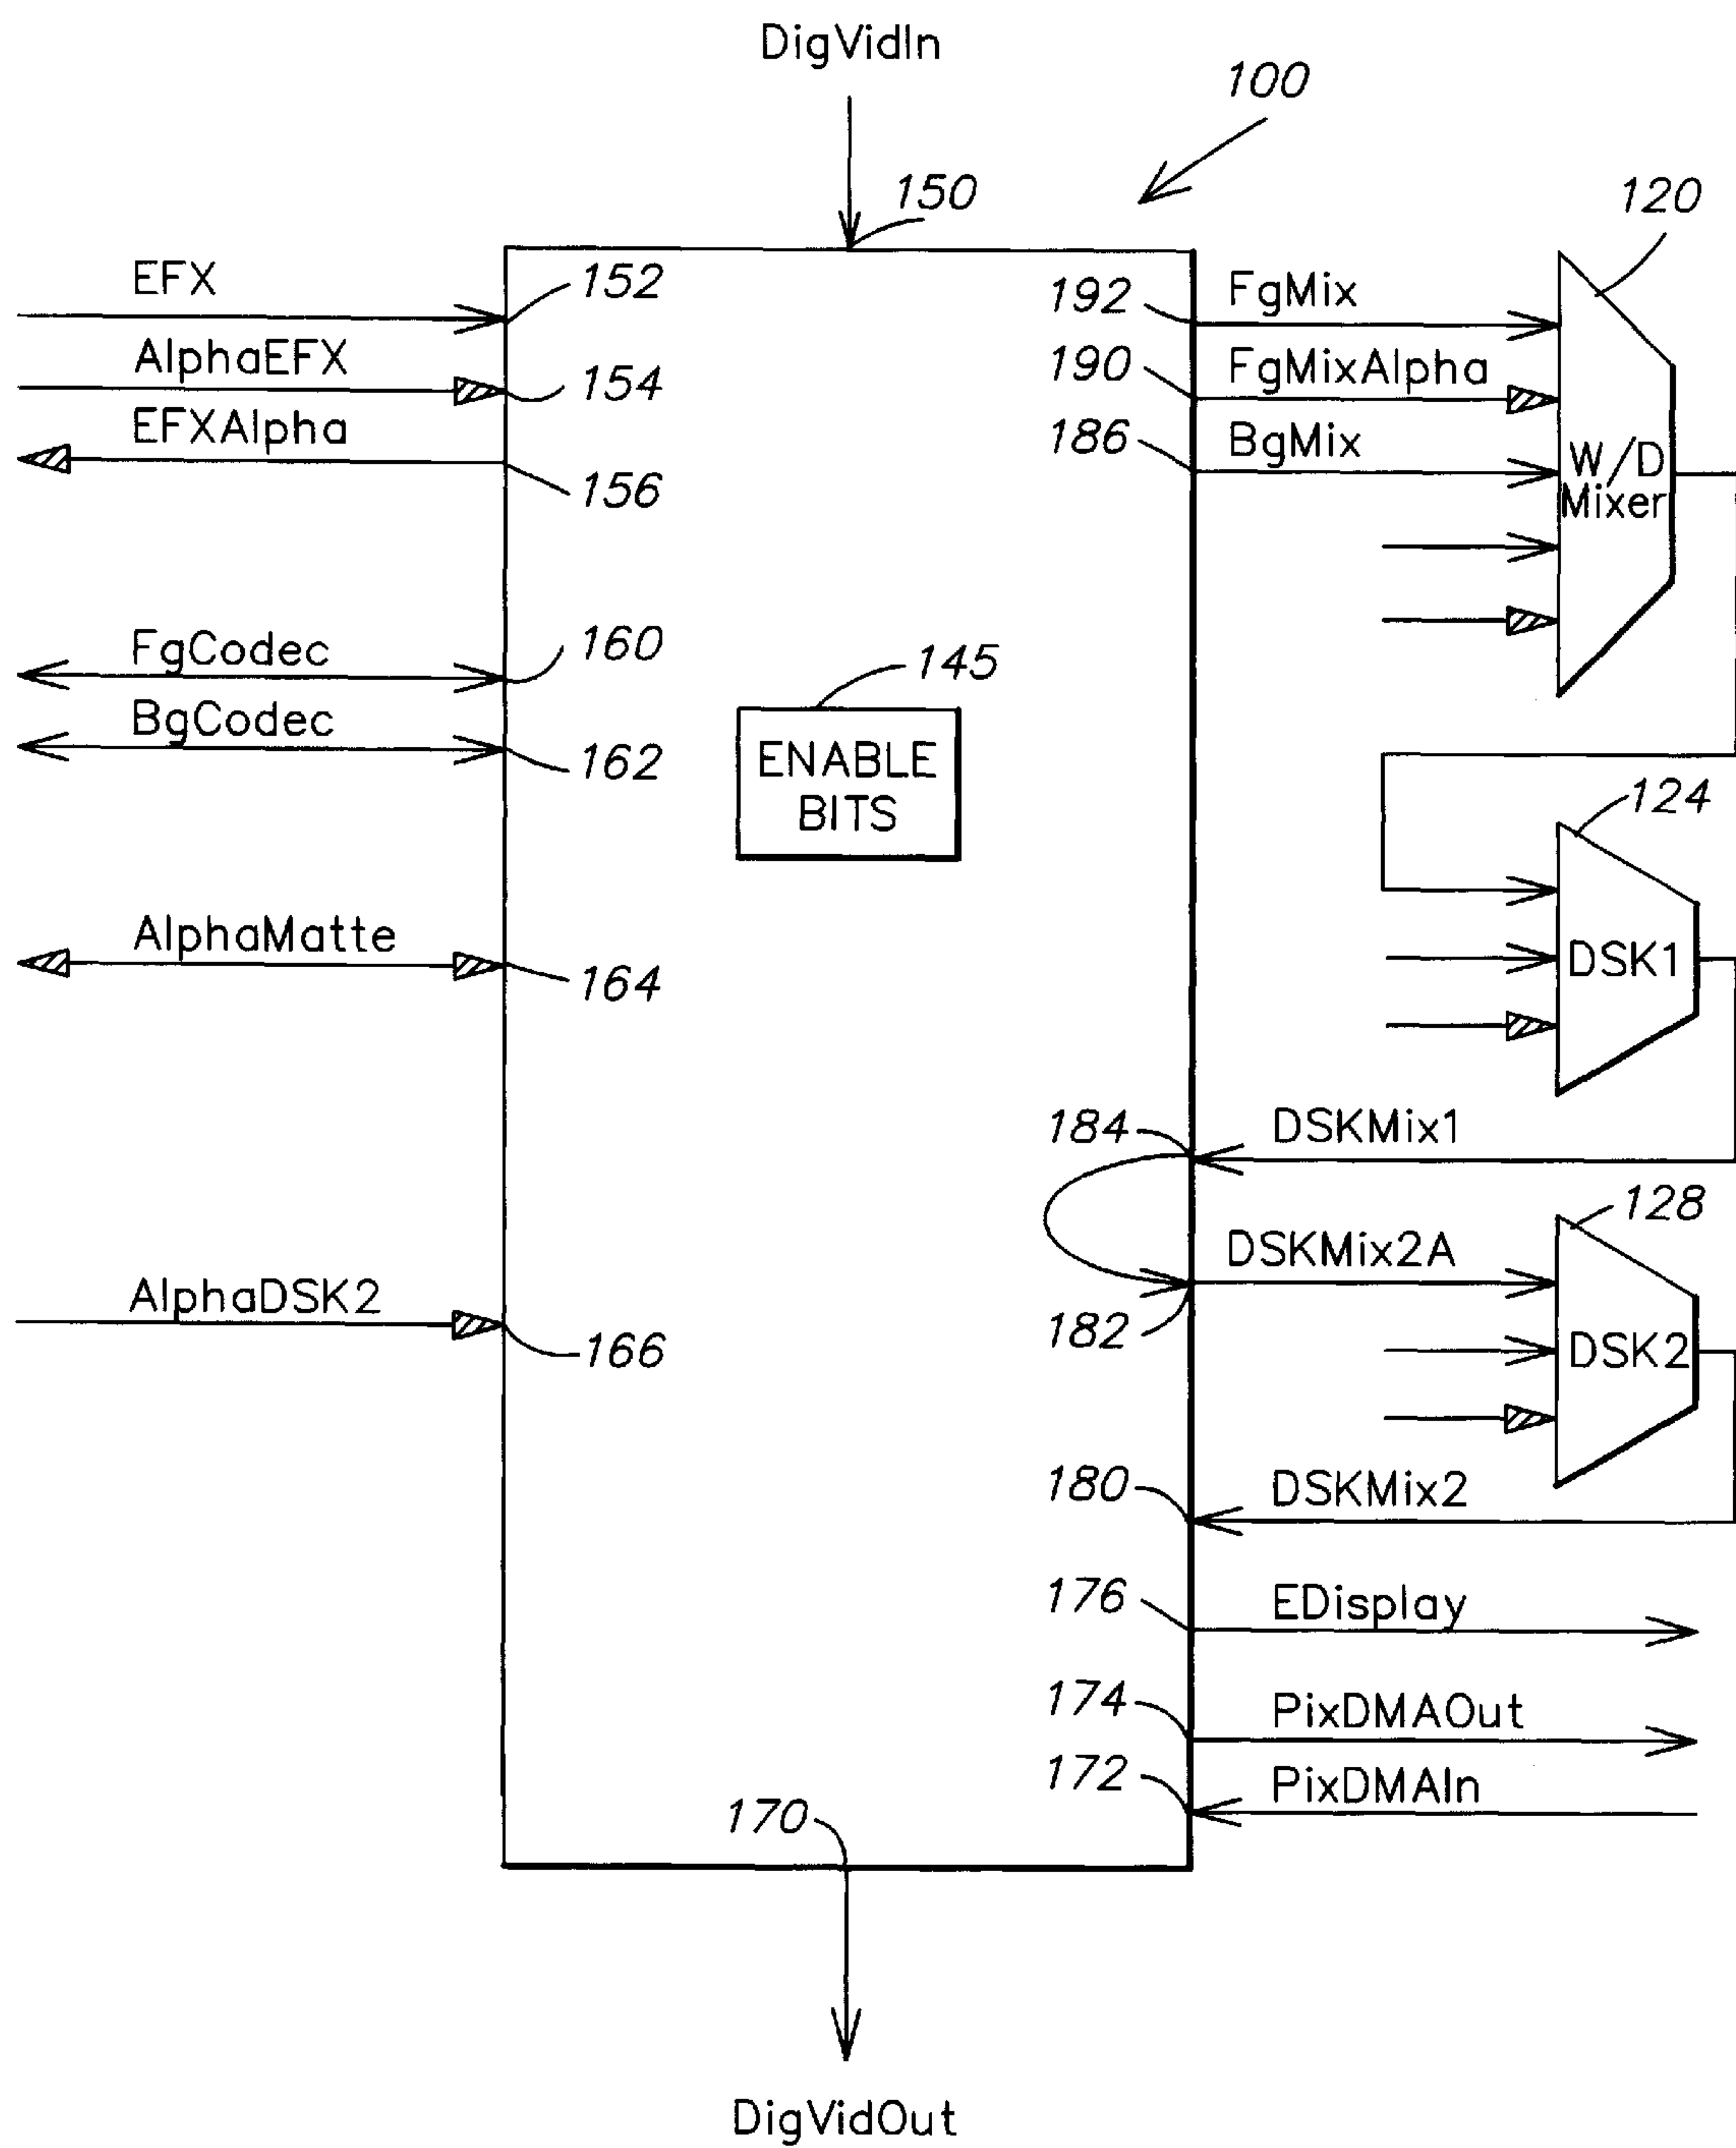 DigVidIn
100
150
120
EFX
152
192
FgMix
AlphaEFX
154
190
FgMixAlpha
EFXAlpha
156
186
BgMix
W/D
Mixer
FgCodec
160
145
BgCodec
162
ENABLE
BITS
124
AlphaMatte
164
DSK1
184
DSKMix1
128
DSKMix2A
AlphaDSK2
166
182
DSK2
180
DSKMix2
176
EDisplay
174
PixDMAOut
172
PixDMAIn
170
DigVidOut